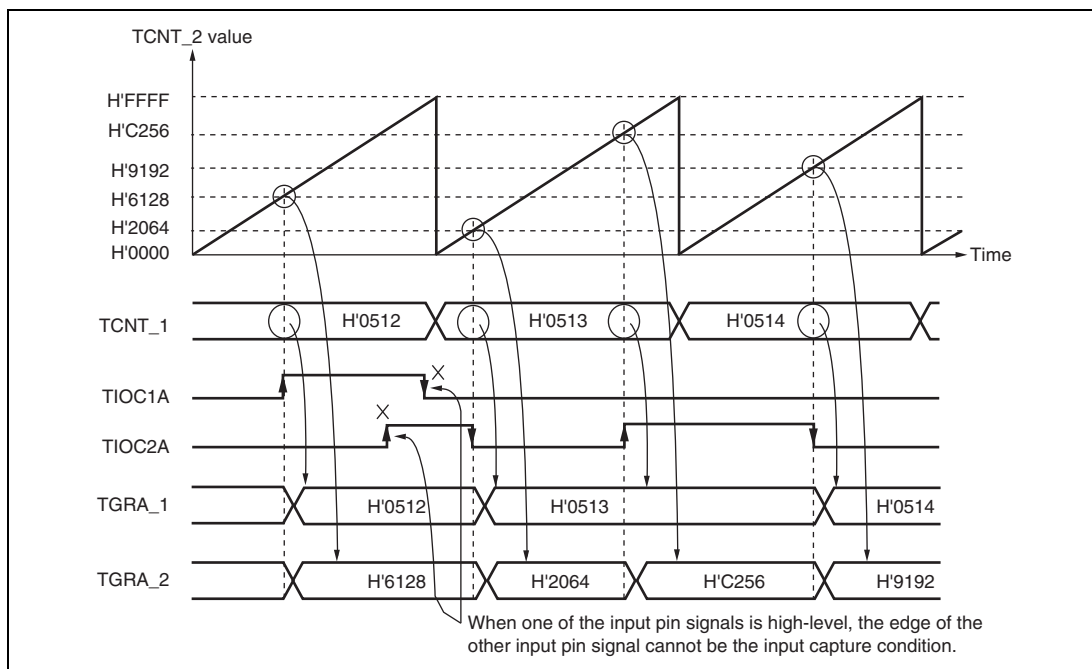 TCNT_2 value
H'FFFF
H'C256
H'9192
H'6128
H'2064
H'0000
Time
TCNT_1
H'0512
H'0513
H'0514
TIOC1A
X
TIOC2A
X
TGRA_1
H'0512
H'0513
H'0514
TGRA_2
H'6128
H'2064
H'C256
H'9192
When one of the input pin signals is high-level, the edge of the
other input pin signal cannot be the input capture condition.